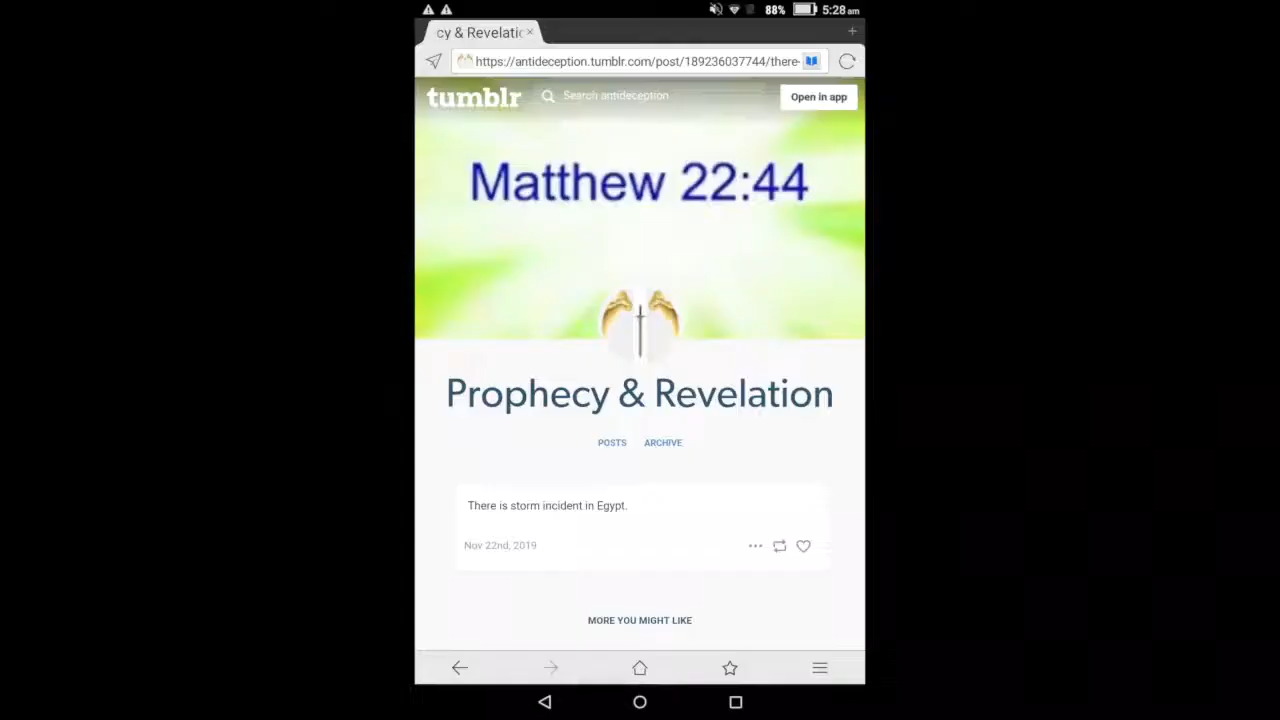 88% 5:28 am
cy & Revelatic
https://antideception.tumblr.com/post/189236037744/there-
tumblr Search antideception Open in app
Matthew 22:44
Prophecy & Revelation
POSTS ARCHIVE
There is storm incident in Egypt.
Nov 22nd, 2019
MORE YOU MIGHT LIKE